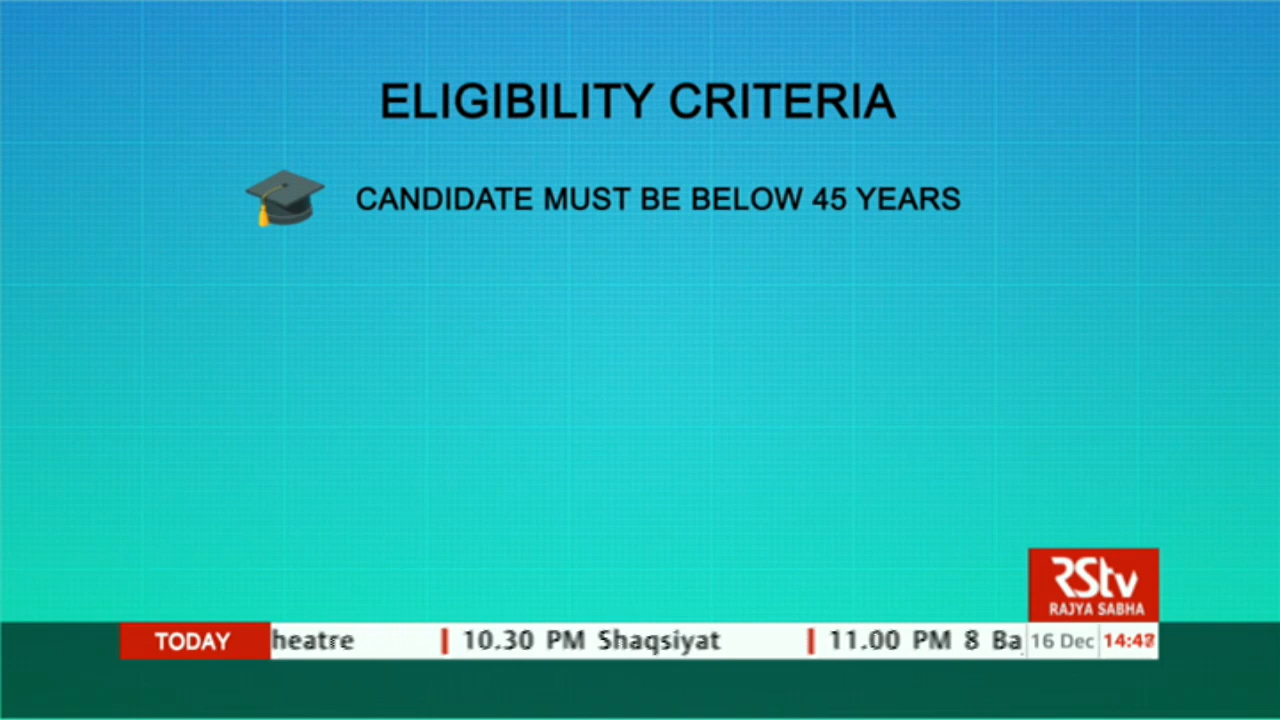 ELIGIBILITY CRITERIA
CANDIDATE MUST BE BELOW 45 YEARS
RStv
RAJYA SABHA
TODAY heatre | 10.30 PM Shaqsiyat | 11.00 PM 8 Ba 16 Dec